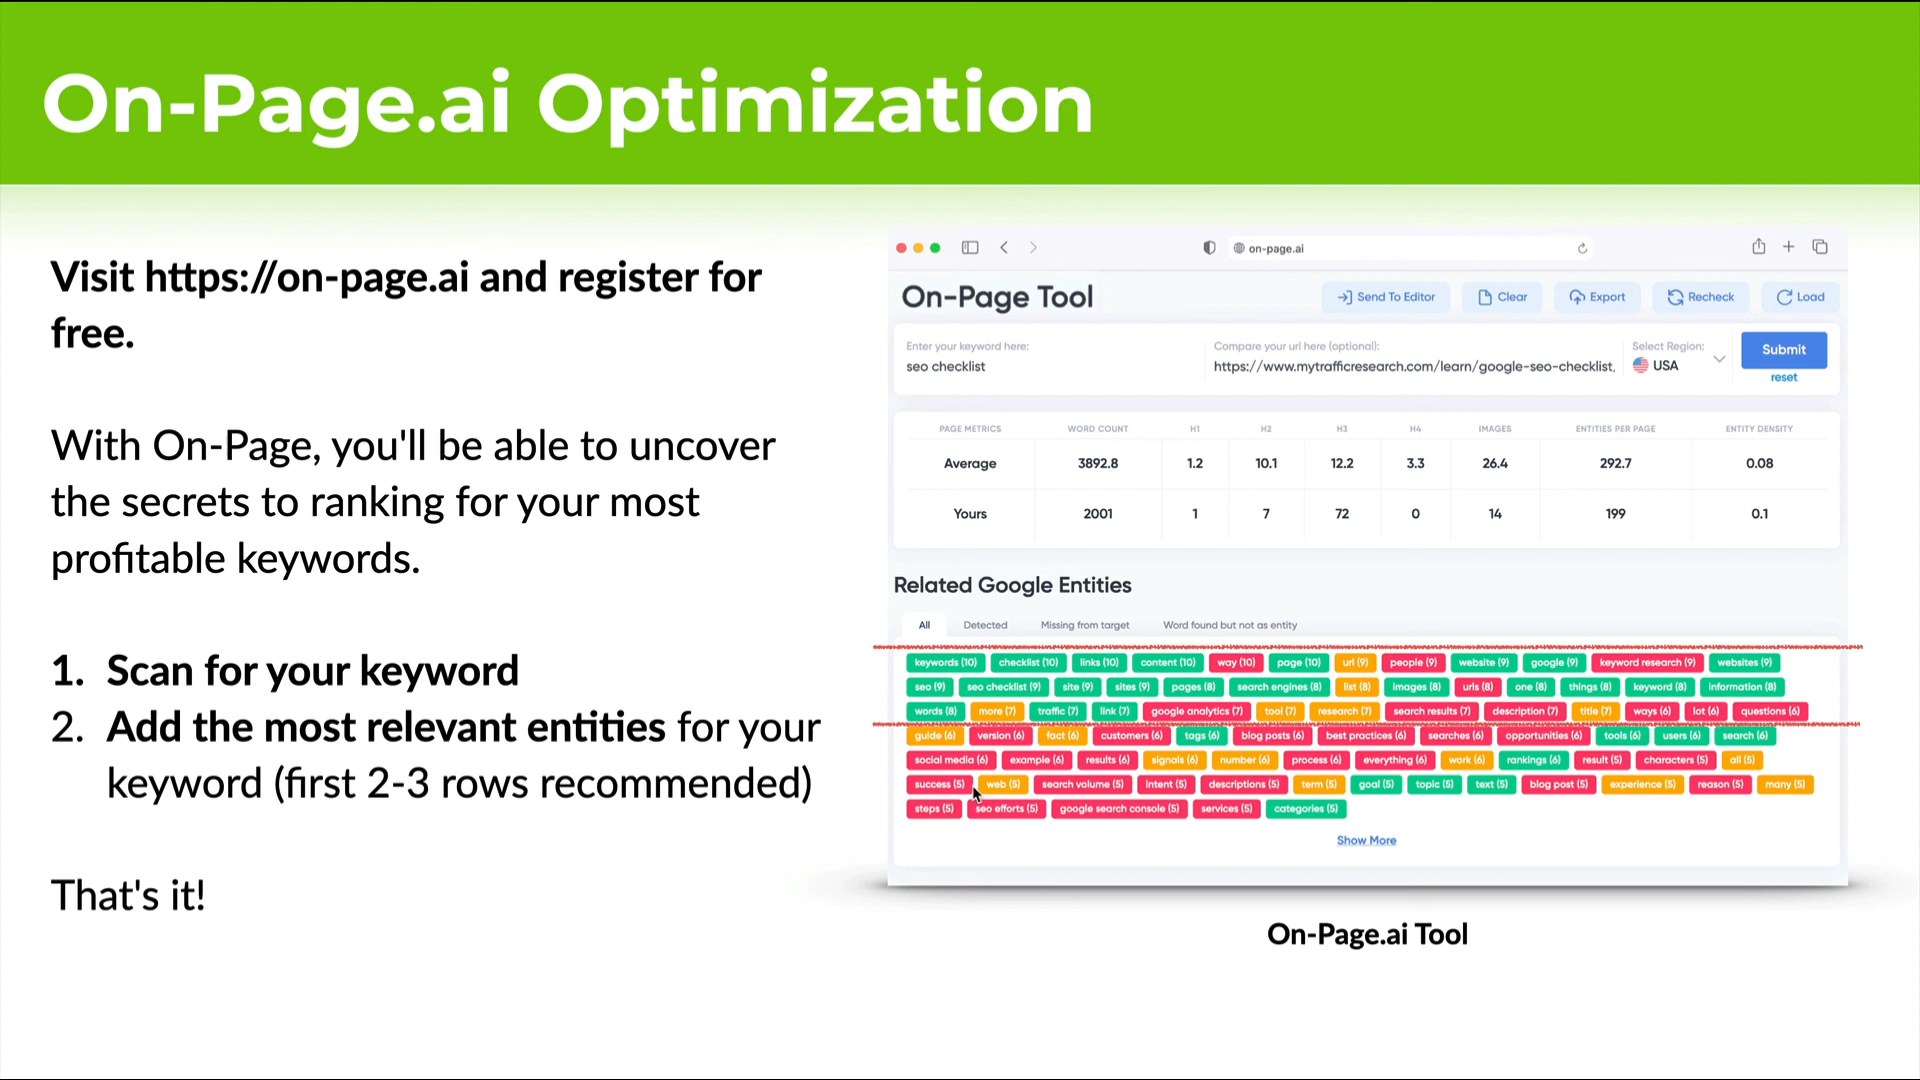 On-Page.ai Optimization
Visit https://on-page.ai and register for
free.
With On-Page, you'll be able to uncover
the secrets to ranking for your most
profitable keywords.
1. Scan for your keyword
2. Add the most relevant entities for your
keyword (first 2-3 rows recommended)
That's it!
on-page.ai
On-Page Tool
Send To Editor
Clear
Export
Recheck
Load
Enter your keyword here:
seo checklist
Compare your url here (optional):
https://www.mytrafficresearch.com/learn/google-seo-checklist,
Select Region:
USA
Submit
reset
PAGE METRICS WORD COUNT H1 H2 H3 H4 IMAGES ENTITIES PER PAGE ENTITY DENSITY
Average 3892.8 1.2 10.1 12.2 3.3 26.4 292.7 0.08
Yours 2001 1 7 72 0 14 199 0.1
Related Google Entities
All Detected Missing from target Word found but not as entity
keywords (10) checklist (10) links (10) content (10) way (10) page (10) url (9) people (9) website (9) google (9) keyword research (9) websites (9)
seo (9) seo checklist (9) site (9) sites (9) pages (8) search engines (8) list (8) images (8) urls (8) one (8) things (8) keyword (8) information (8)
words (8) more (7) traffic (7) link (7) google analytics (7) tool (7) research (7) search results (7) description (7) title (7) ways (6) lot (6) questions (6)
guide (6) version (6) fact (6) customers (6) tags (6) blog posts (6) best practices (6) searches (6) opportunities (6) tools (6) users (6) search (6)
social media (6) example (6) results (6) signals (6) number (6) process (6) everything (6) work (6) rankings (6) result (5) characters (5) all (5)
success (5) web (5) search volume (5) intent (5) descriptions (5) term (5) goal (5) topic (5) text (5) blog post (5) experience (5) reason (5) many (5)
steps (5) seo efforts (5) google search console (5) services (5) categories (5)
Show More
On-Page.ai Tool